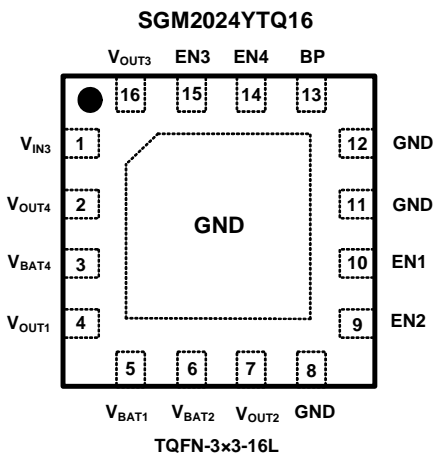 SGM2024YTQ16
VOUT3 EN3 EN4 BP
16 15 14 13
VIN3 1 12 GND
VOUT4 2 11 GND
GND
VBAT4 3 10 EN1
VOUT1 4 9 EN2
5 6 7 8
VBAT1 VBAT2 VOUT2 GND
TQFN-3×3-16L